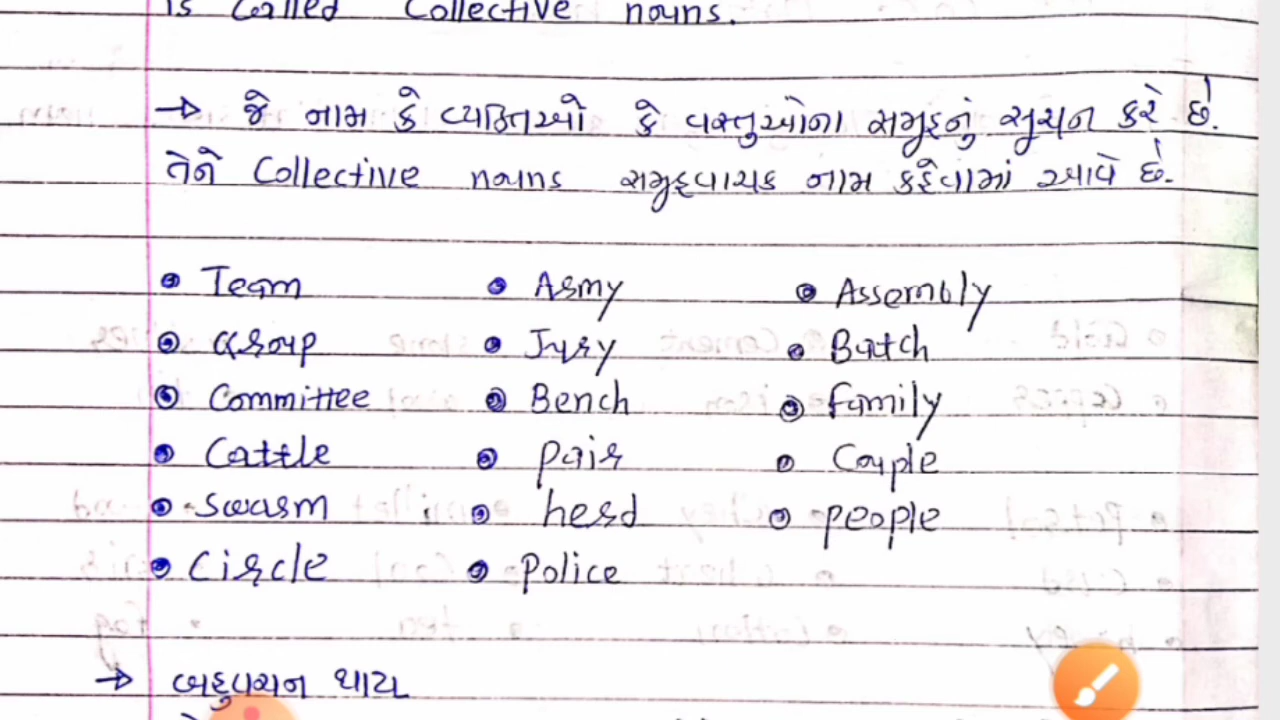 is called Collective nouns.
→ જે નામ કે વ્યક્તિઓ કે વસ્તુઓના સમુહનું સુચન કરે છે.
તેને Collective nouns સમુહવાચક નામ કહેવામાં આવે છે.
• Team • Army • Assembly
• Group • Jury • Batch
• Committee • Bench • family
• Cattle • pair • Couple
• Swarm • herd • people
• Circle • Police
→ બહુવચન થાય